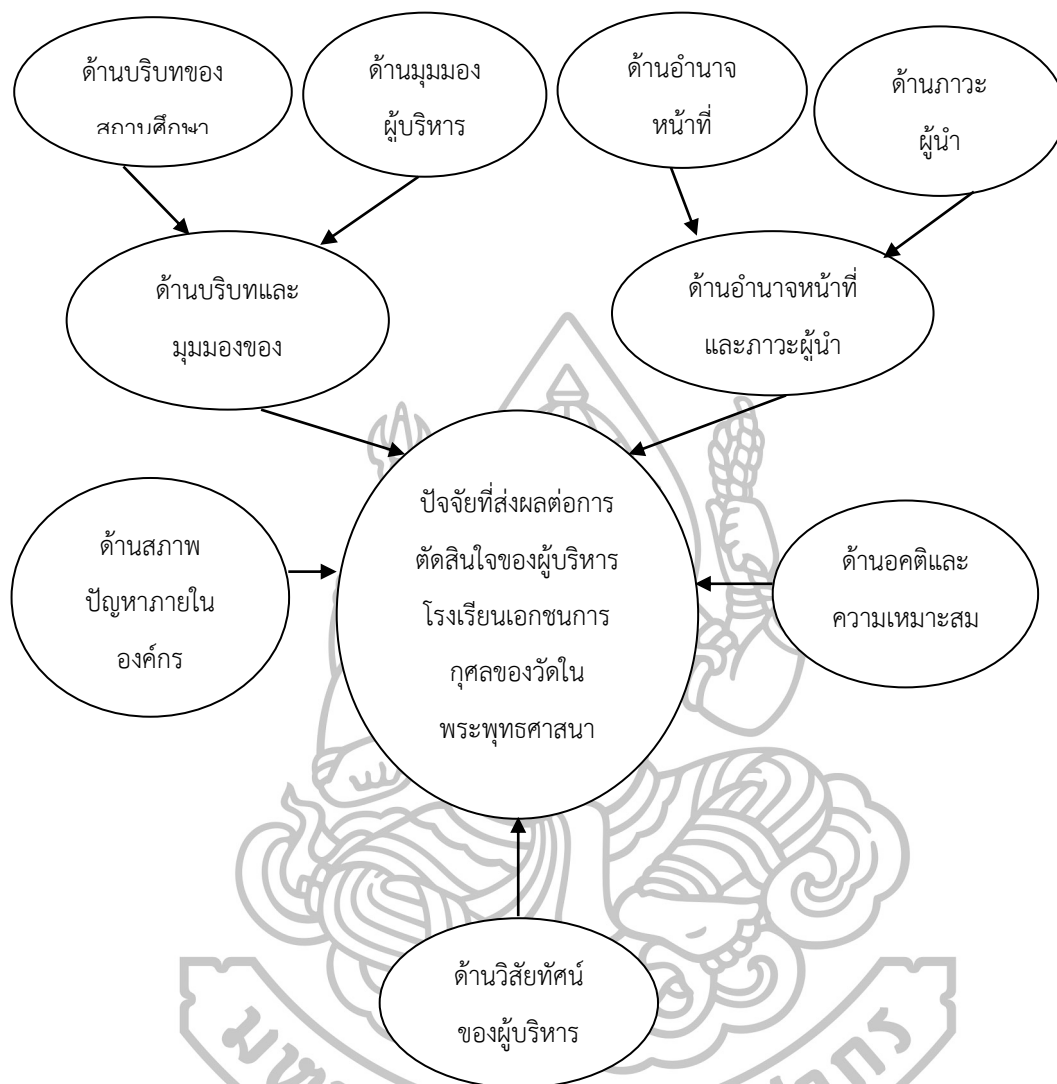 ด้านบริบทของ
สถานศึกษา
ด้านมุมมอง
ผู้บริหาร
ด้านอำนาจ
หน้าที่
ด้านภาวะ
ผู้นำ
ด้านบริบทและ
มุมมองของ
ด้านอำนาจหน้าที่
และภาวะผู้นำ
ปัจจัยที่ส่งผลต่อการ
ตัดสินใจของผู้บริหาร
โรงเรียนเอกชนการ
กุศลของวัดใน
พระพุทธศาสนา
ด้านสภาพ
ปัญหาภายใน
องค์กร
ด้านอคติและ
ความเหมาะสม
ด้านวิสัยทัศน์
ของผู้บริหาร